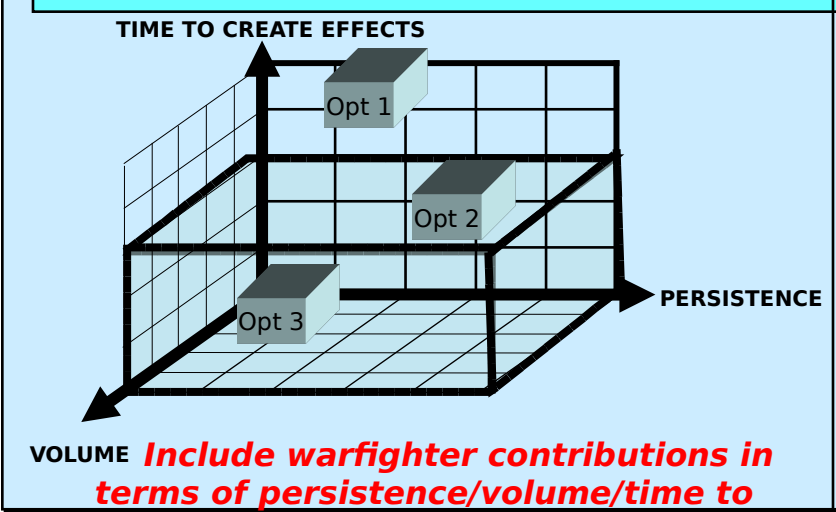 TIME TO CREATE EFFECTS
Opt 1
Opt 2
Opt 3
PERSISTENCE
VOLUME
Include warfighter contributions in
terms of persistence/volume/time to